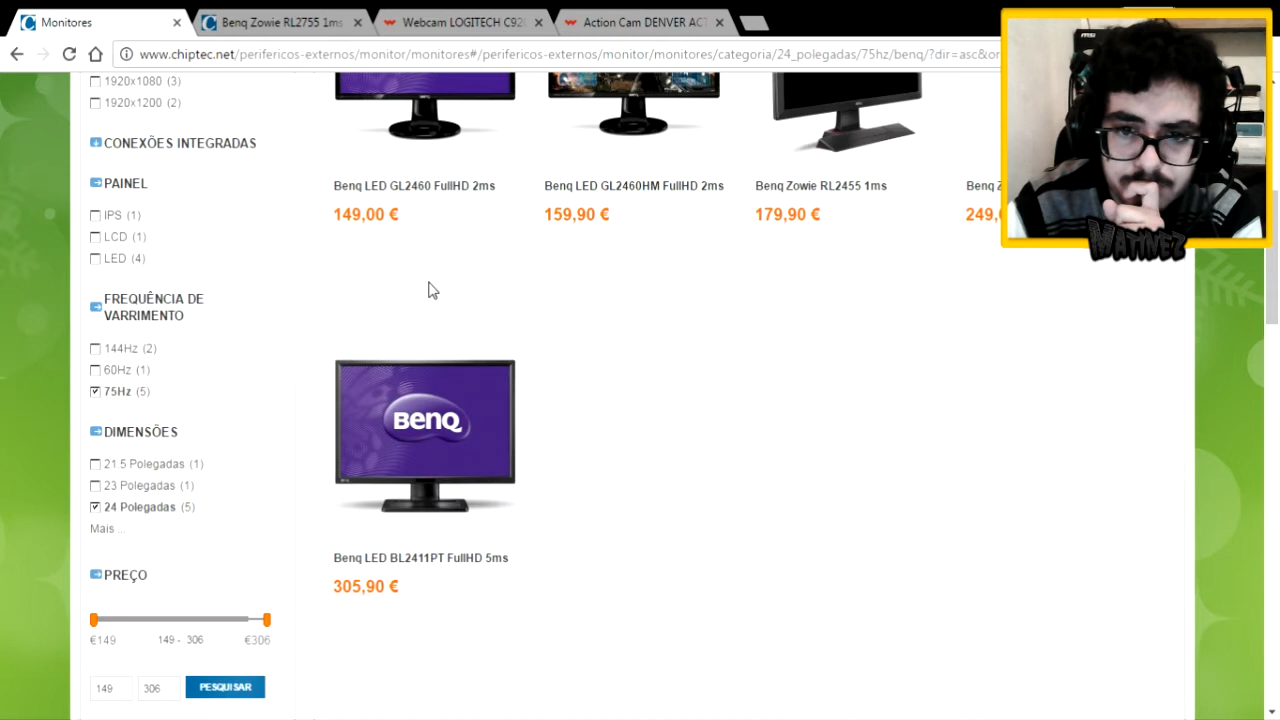 Monitores
Benq Zowie RL2755 1ms
Webcam LOGITECH C92
Action Cam DENVER ACT
www.chiptec.net/perifericos-externos/monitor/monitores#/perifericos-externos/monitor/monitores/categoria/24_polegadas/75hz/benq/?dir=asc&or
msi
1920x1080 (3)
1920x1200 (2)
CONEXÕES INTEGRADAS
PAINEL
IPS (1)
LCD (1)
LED (4)
FREQUÊNCIA DE
VARRIMENTO
144Hz (2)
60Hz (1)
75Hz (5)
DIMENSÕES
21.5 Polegadas (1)
23 Polegadas (1)
24 Polegadas (5)
Mais ...
PREÇO
€149
149 - 306
€306
149
306
PESQUISAR
Benq LED GL2460 FullHD 2ms
149,00 €
Benq LED GL2460HM FullHD 2ms
159,90 €
Benq Zowie RL2455 1ms
179,90 €
Benq Z
249,
MATINEZ
BenQ
Benq LED BL2411PT FullHD 5ms
305,90 €